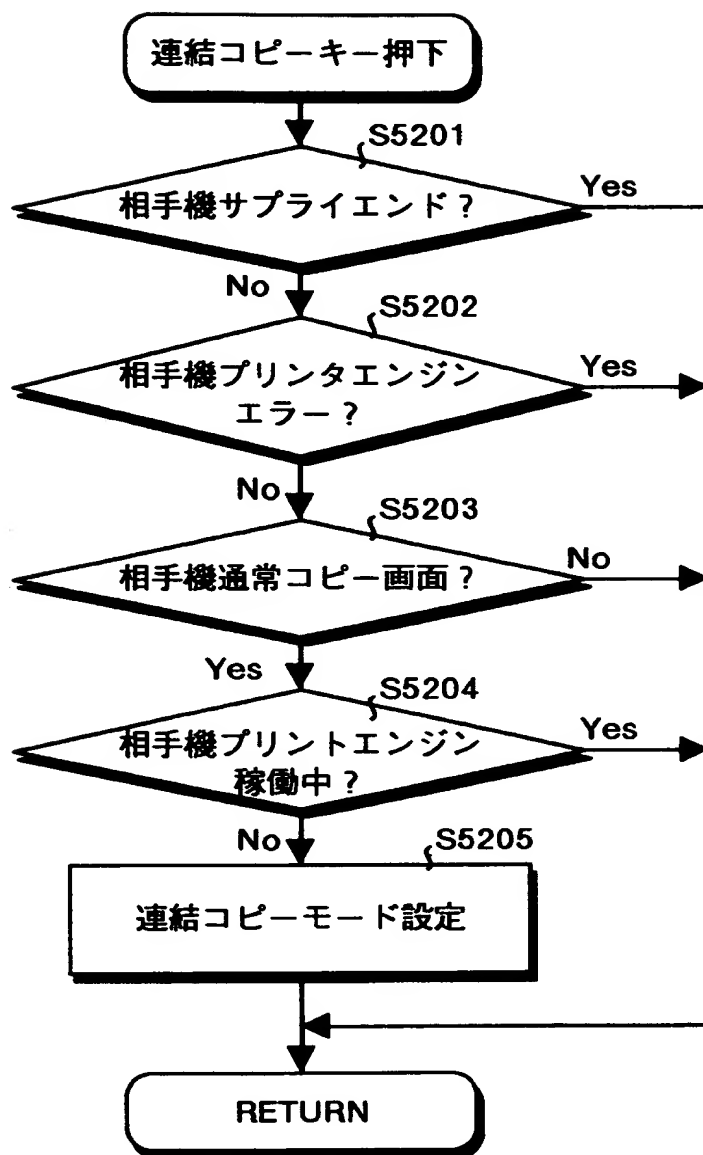 連結コピーキー押下
S5201
相手機サプライエンド？
Yes
No
S5202
相手機プリンタエンジン
エラー？
Yes
No
S5203
相手機通常コピー画面？
No
Yes
S5204
相手機プリントエンジン
稼働中？
Yes
No
S5205
連結コピーモード設定
RETURN